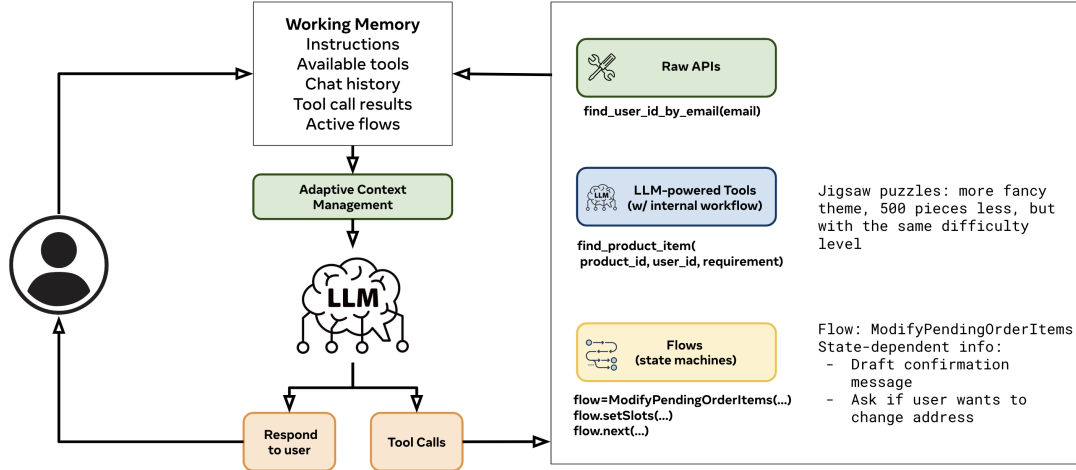 Working Memory
Instructions
Available tools
Chat history
Tool call results
Active flows
Adaptive Context
Management
LLM
Respond
to user
Tool Calls
Raw APIs
find_user_id_by_email(email)
LLM
LLM-powered Tools
(w/ internal workflow)
find_product_item(
product_id, user_id, requirement)
Jigsaw puzzles: more fancy
theme, 500 pieces less, but
with the same difficulty
level
Flows
(state machines)
flow=ModifyPendingOrderItems(...)
flow.setSlots(...)
flow.next(...)
Flow: ModifyPendingOrderItems
State-dependent info:
- Draft confirmation
message
- Ask if user wants to
change address